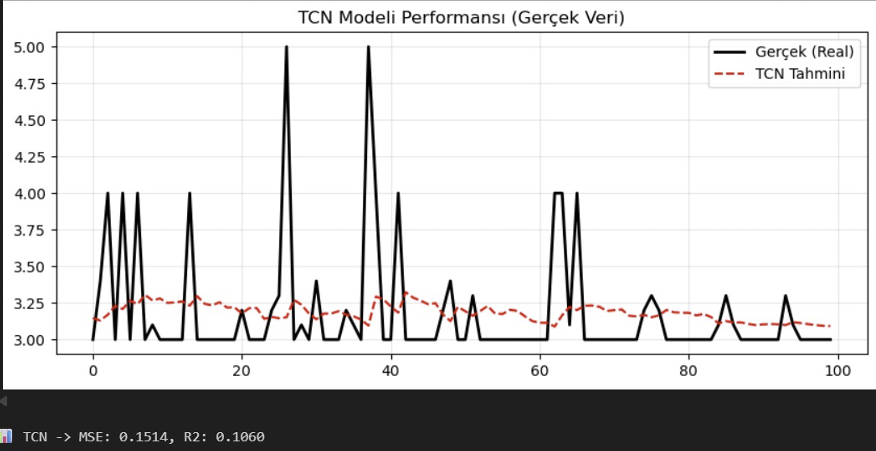 TCN Modeli Performansı (Gerçek Veri)
5.00
4.75
4.50
4.25
4.00
3.75
3.50
3.25
3.00
Gerçek (Real)
TCN Tahmini
0 20 40 60 80 100
TCN -> MSE: 0.1514, R2: 0.1060